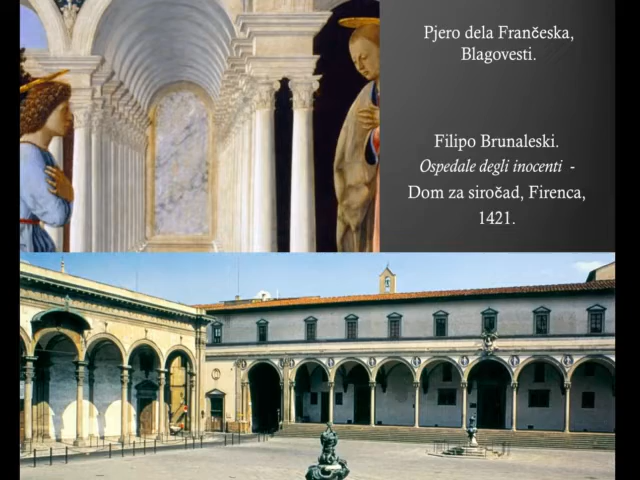 Pjero dela Frančeska,
Blagovesti.
Filipo Brunaleski.
Ospedale degli inocenti -
Dom za siročad, Firenca,
1421.